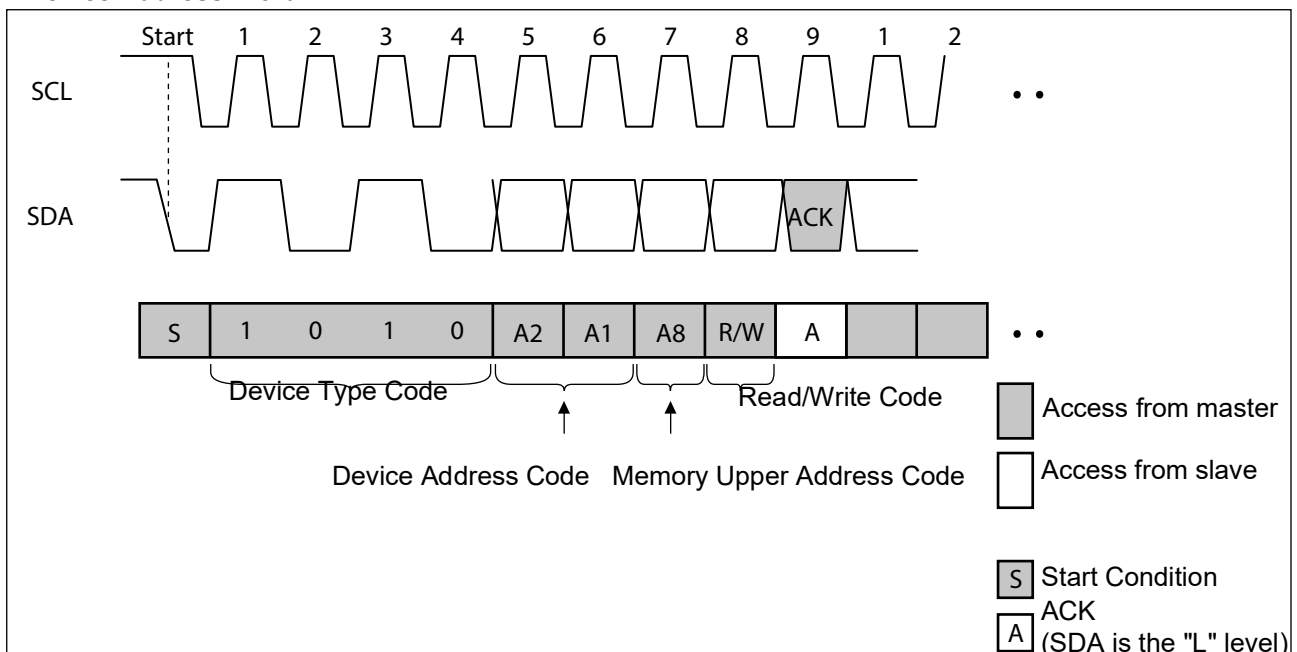 Start 1 2 3 4 5 6 7 8 9 1 2
SCL
SDA
ACK
S 1 0 1 0 A2 A1 A8 R/W A
Device Type Code
Read/Write Code
Device Address Code
Memory Upper Address Code
Access from master
Access from slave
S Start Condition
A ACK
(SDA is the "L" level)